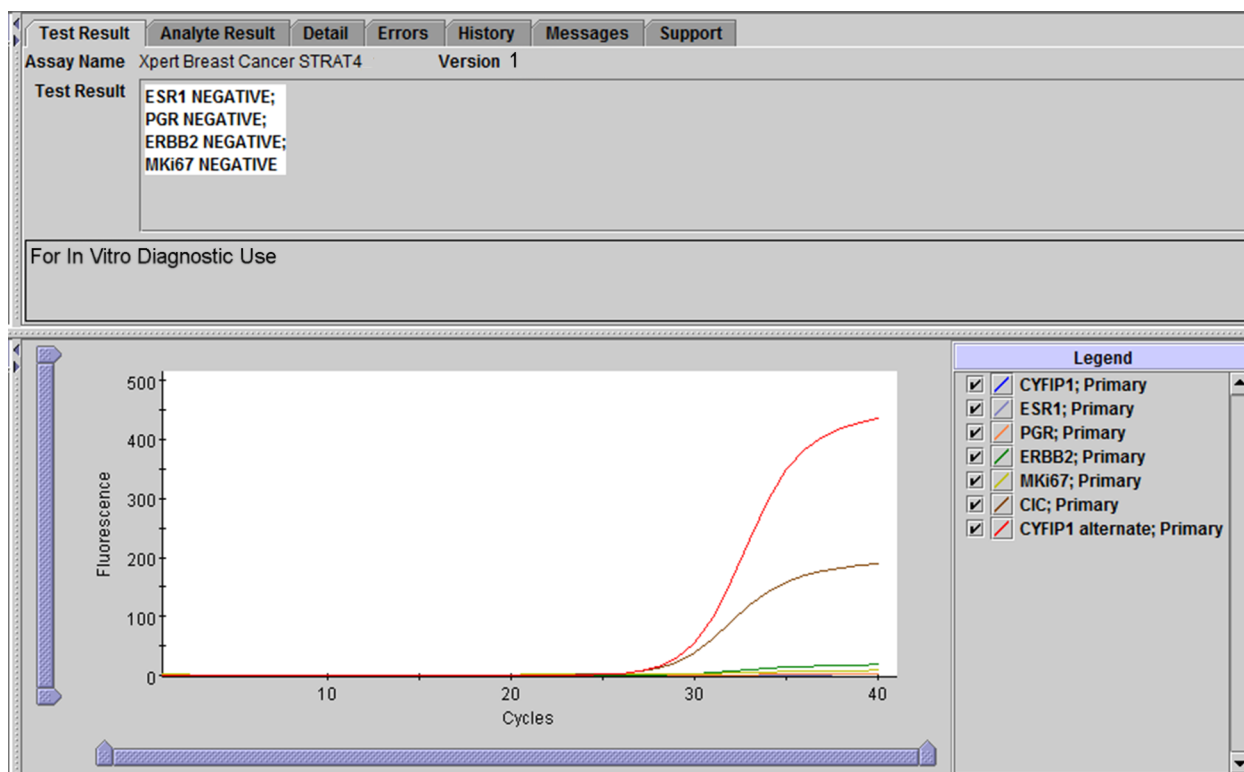 Test Result Analyte Result Detail Errors History Messages Support
Assay Name Xpert Breast Cancer STRAT4 Version 1
Test Result
ESR1 NEGATIVE;
PGR NEGATIVE;
ERBB2 NEGATIVE;
MKi67 NEGATIVE
For In Vitro Diagnostic Use
500
400
300
200
100
0
Fluorescence
10 20 30 40
Cycles
Legend
CYFIP1; Primary
ESR1; Primary
PGR; Primary
ERBB2; Primary
MKi67; Primary
CIC; Primary
CYFIP1 alternate; Primary